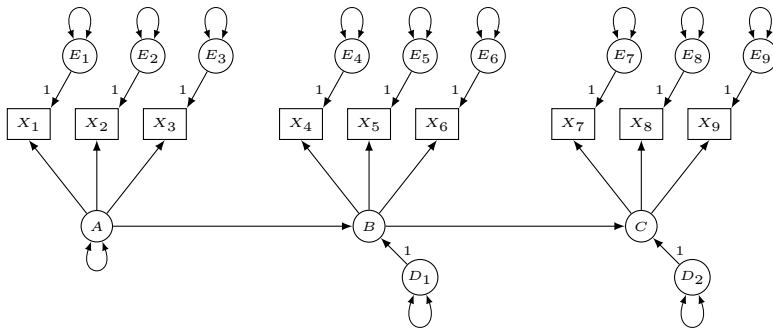 E₁ E₂ E₃ E₄ E₅ E₆ E₇ E₈ E₉
1 1 1 1 1 1 1 1 1
X₁ X₂ X₃ X₄ X₅ X₆ X₇ X₈ X₉
A B C
1 1
D₁ D₂